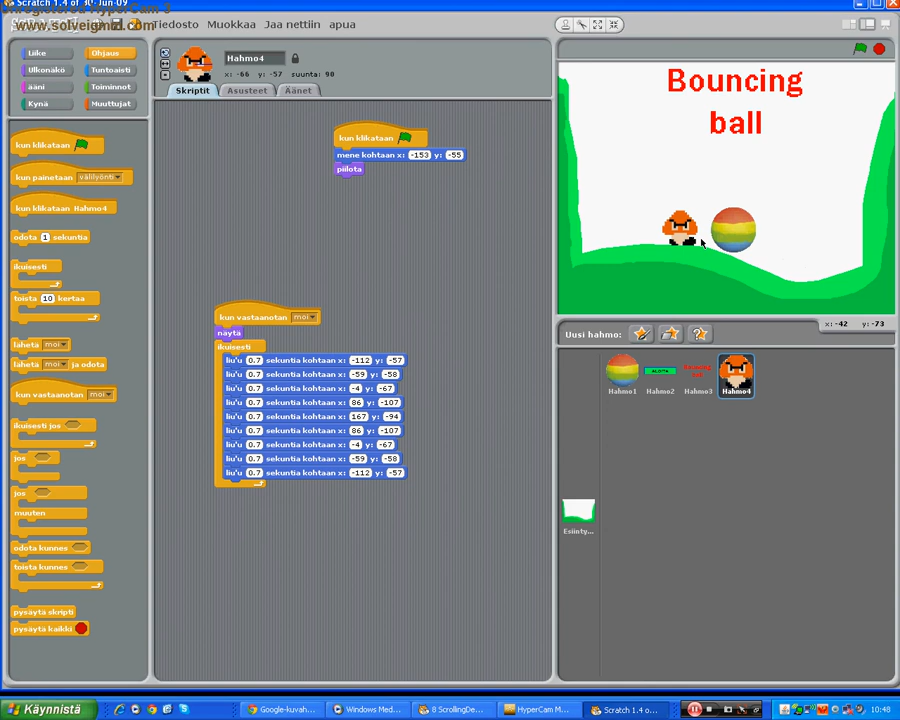 Scratch 1.4 of 30-Jun-09
Unregistered HyperCam 3
www.solveigmm.com
Tiedosto Muokkaa Jaa nettiin apua
Liike Ohjaus
Ulkonäkö Tuntoaisti
ääni Toiminnot
Kynä Muuttujat
Hahmo4
x: -66 y: -57 suunta: 90
Skriptit Asusteet Äänet
kun klikataan
kun painetaan välilyönti
kun klikataan Hahmo4
odota 1 sekuntia
ikuisesti
toista 10 kertaa
lähetä moi
lähetä moi ja odota
kun vastaanotan moi
ikuisesti jos
jos
jos
muuten
odota kunnes
toista kunnes
pysäytä skripti
pysäytä kaikki
kun klikataan
mene kohtaan x: -153 y: -55
piilota
kun vastaanotan moi
näytä
ikuisesti
liu'u 0.7 sekuntia kohtaan x: -112 y: -57
liu'u 0.7 sekuntia kohtaan x: -59 y: -58
liu'u 0.7 sekuntia kohtaan x: -4 y: -67
liu'u 0.7 sekuntia kohtaan x: 86 y: -107
liu'u 0.7 sekuntia kohtaan x: 167 y: -94
liu'u 0.7 sekuntia kohtaan x: 86 y: -107
liu'u 0.7 sekuntia kohtaan x: -4 y: -67
liu'u 0.7 sekuntia kohtaan x: -59 y: -58
liu'u 0.7 sekuntia kohtaan x: -112 y: -57
Bouncing
ball
x: -42 y: -73
Uusi hahmo:
Hahmo1 Hahmo2 Hahmo3 Hahmo4
Esiinty...
Käynnistä
Google-kuvah...
Windows Med...
8 ScrollingDe...
HyperCam M...
Scratch 1.4 o...
10:48